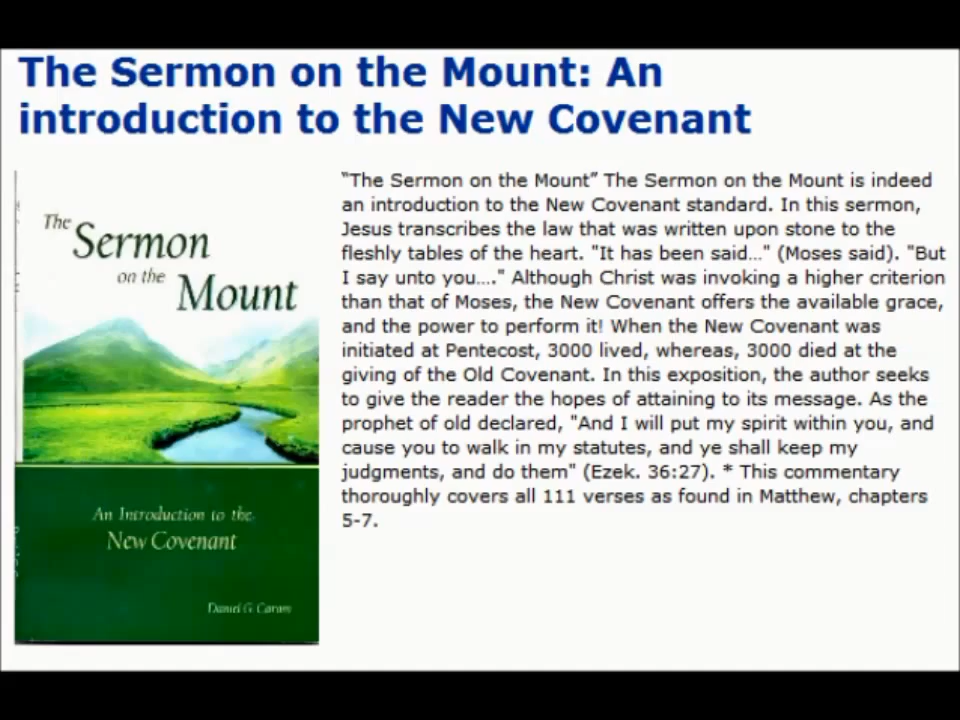 The Sermon on the Mount: An
introduction to the New Covenant
The
Sermon
on the
Mount
An Introduction to the
New Covenant
Daniel G. Caram
“The Sermon on the Mount” The Sermon on the Mount is indeed
an introduction to the New Covenant standard. In this sermon,
Jesus transcribes the law that was written upon stone to the
fleshly tables of the heart. "It has been said…" (Moses said). "But
I say unto you…." Although Christ was invoking a higher criterion
than that of Moses, the New Covenant offers the available grace,
and the power to perform it! When the New Covenant was
initiated at Pentecost, 3000 lived, whereas, 3000 died at the
giving of the Old Covenant. In this exposition, the author seeks
to give the reader the hopes of attaining to its message. As the
prophet of old declared, "And I will put my spirit within you, and
cause you to walk in my statutes, and ye shall keep my
judgments, and do them" (Ezek. 36:27). * This commentary
thoroughly covers all 111 verses as found in Matthew, chapters
5-7.